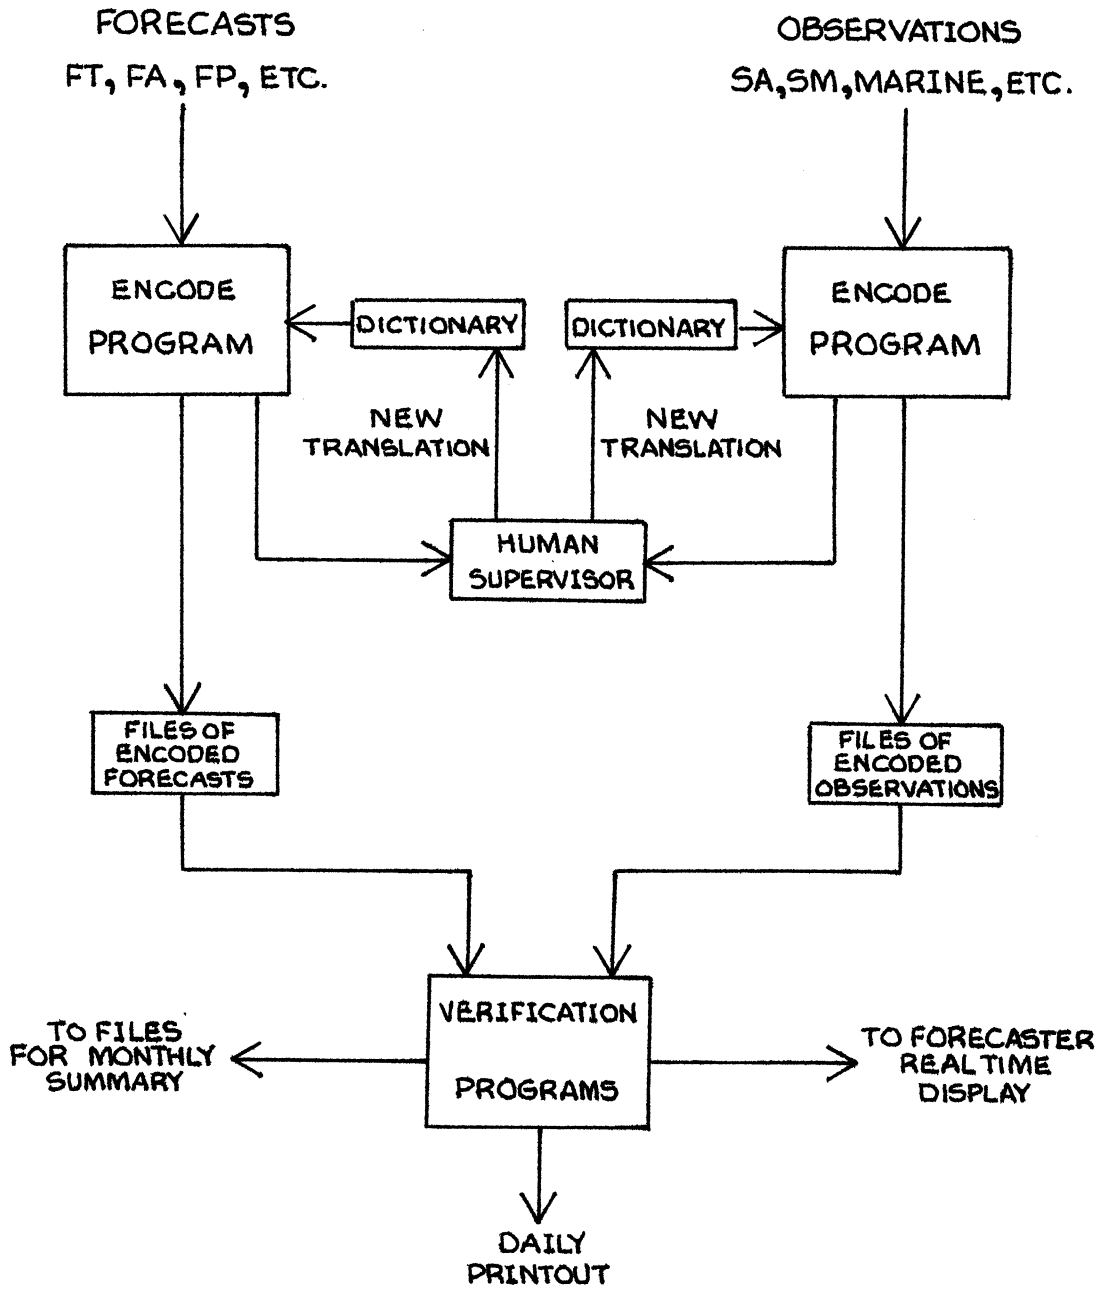 FORECASTS
FT, FA, FP, ETC.
OBSERVATIONS
SA, SM, MARINE, ETC.
ENCODE
PROGRAM
DICTIONARY
DICTIONARY
ENCODE
PROGRAM
NEW
TRANSLATION
NEW
TRANSLATION
HUMAN
SUPERVISOR
FILES OF
ENCODED
FORECASTS
FILES OF
ENCODED
OBSERVATIONS
VERIFICATION
PROGRAMS
TO FILES
FOR MONTHLY
SUMMARY
TO FORECASTER
REAL TIME
DISPLAY
DAILY
PRINTOUT